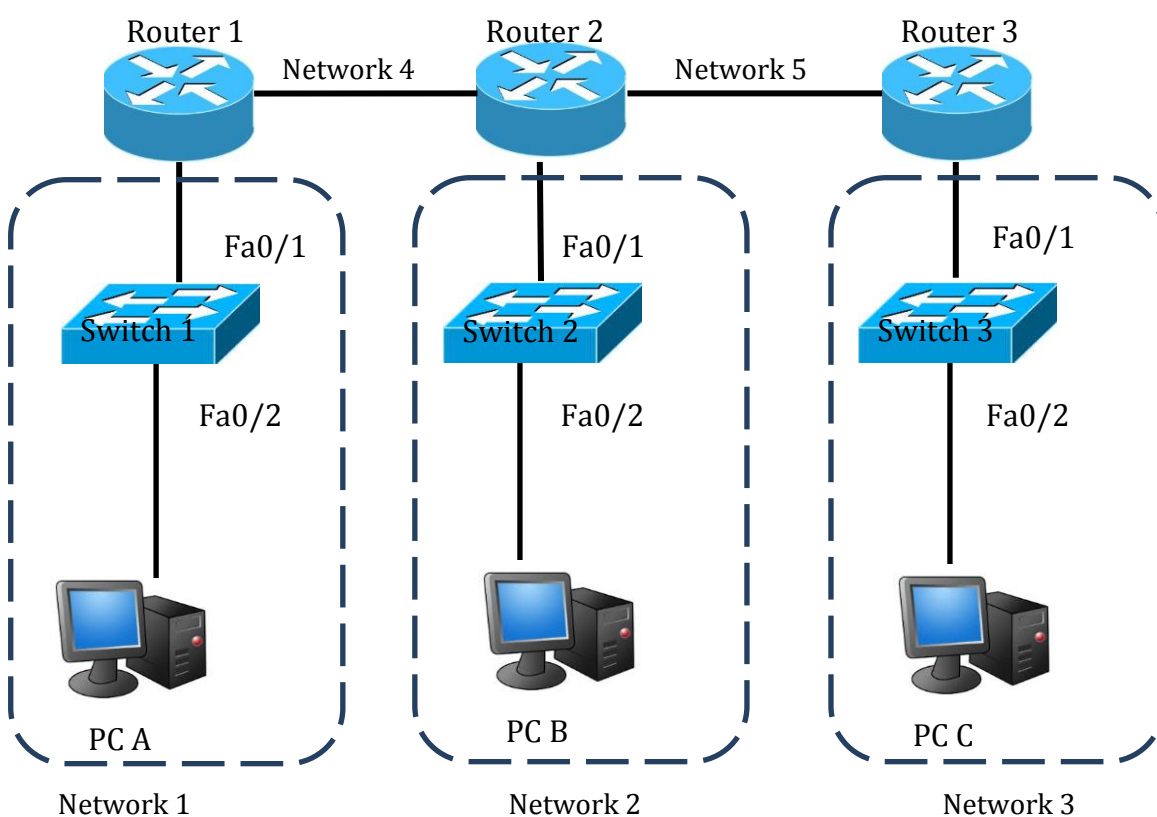 Router 1
Router 2
Router 3
Network 4
Network 5
Fa0/1
Fa0/1
Fa0/1
Switch 1
Switch 2
Switch 3
Fa0/2
Fa0/2
Fa0/2
PC A
PC B
PC C
Network 1
Network 2
Network 3